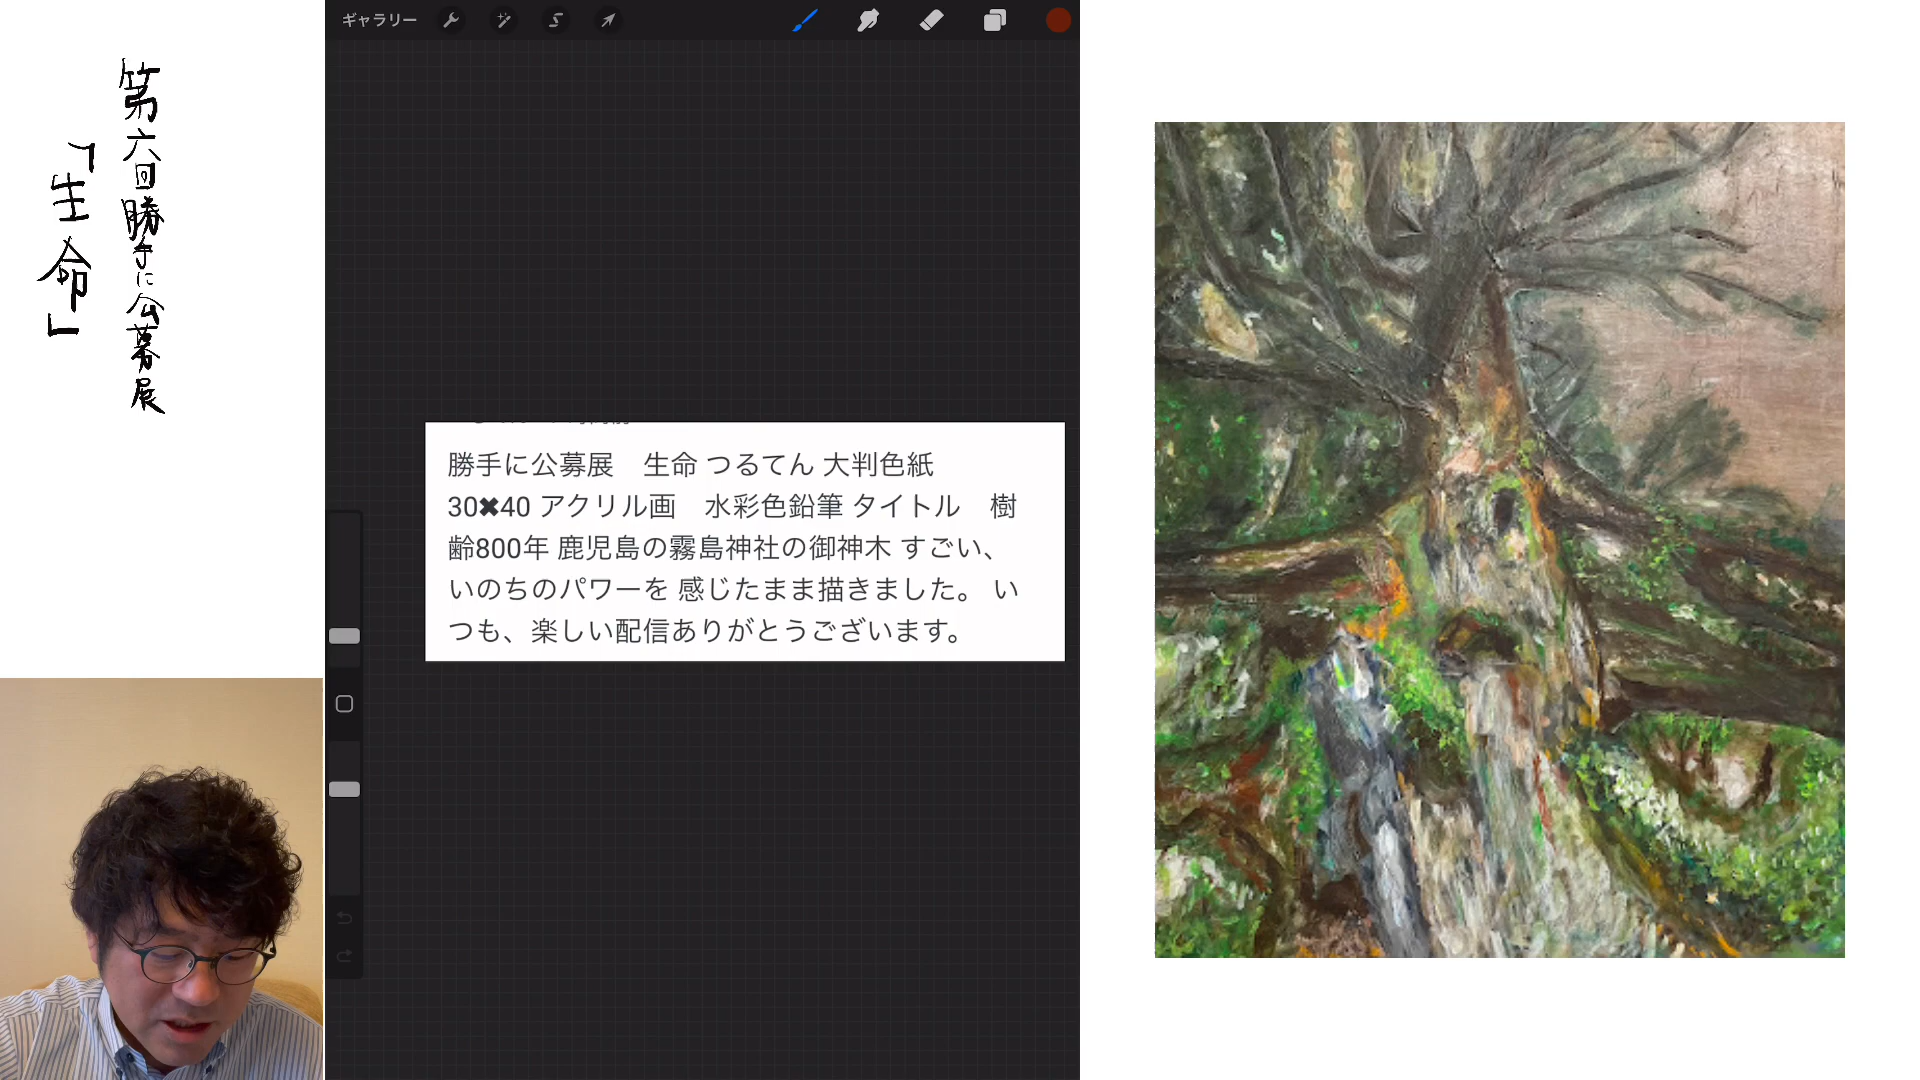 第六回勝手に公募展
「生命」
ギャラリー
勝手に公募展　生命 つるてん 大判色紙
30✖40 アクリル画　水彩色鉛筆 タイトル　樹
齢800年 鹿児島の霧島神社の御神木 すごい、
いのちのパワーを 感じたまま描きました。 い
つも、楽しい配信ありがとうございます。